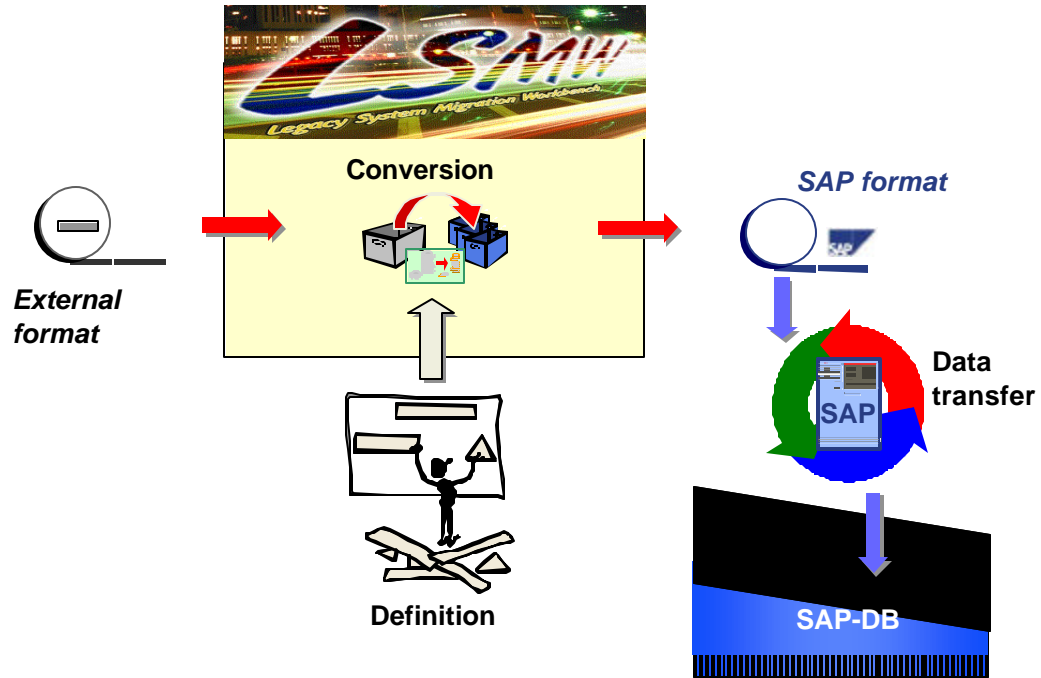 LSMW
Legacy System Migration Workbench
Conversion
SAP format
SAP
External
format
Data
transfer
SAP
Definition
SAP-DB